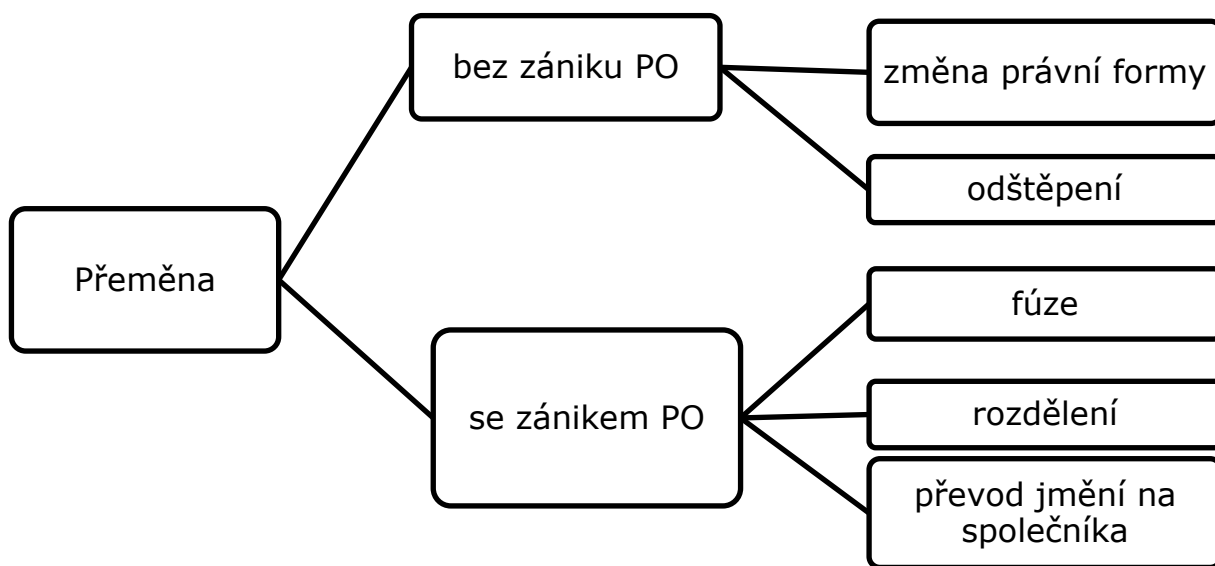 Přeměna
bez zániku PO
změna právní formy
odštěpení
se zánikem PO
fúze
rozdělení
převod jmění na
společníka